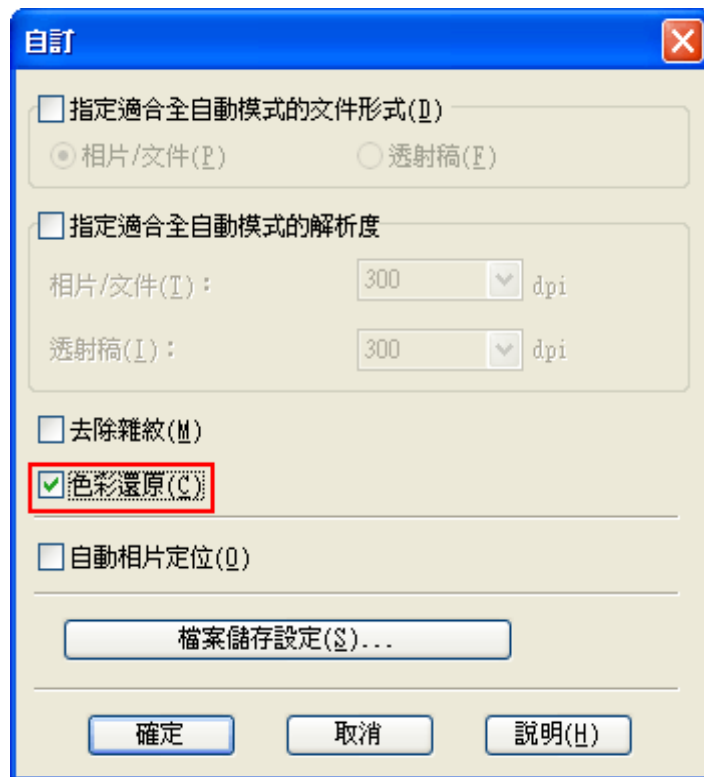 自訂
指定適合全自動模式的文件形式(D)
相片/文件(P) 透射稿(F)
指定適合全自動模式的解析度
相片/文件(T)： 300 dpi
透射稿(I)： 300 dpi
去除雜紋(M)
色彩還原(C)
自動相片定位(O)
檔案儲存設定(S)...
確定 取消 說明(H)